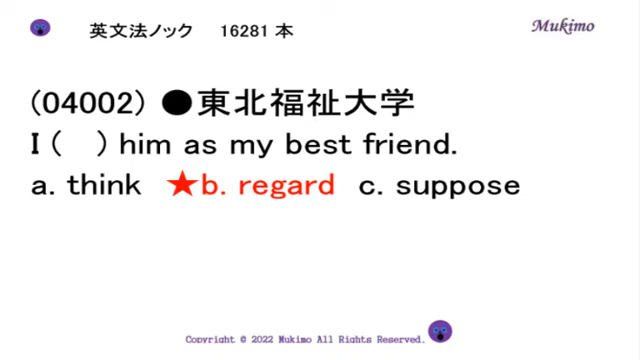 英文法ノック 16281 本
Mukimo
(04002) ●東北福祉大学
I (  ) him as my best friend.
a. think ★b. regard c. suppose
Copyright © 2022 Mukimo All Rights Reserved.